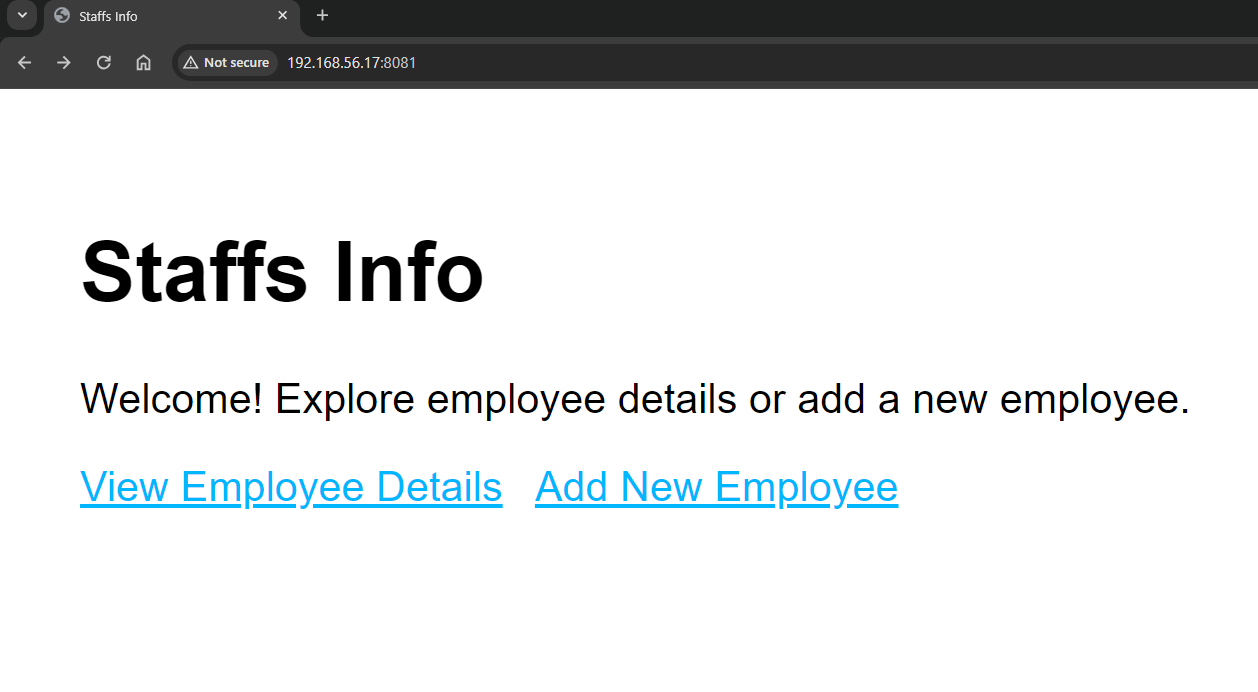 Staffs Info
Not secure 192.168.56.17:8081
Staffs Info
Welcome! Explore employee details or add a new employee.
View Employee Details Add New Employee